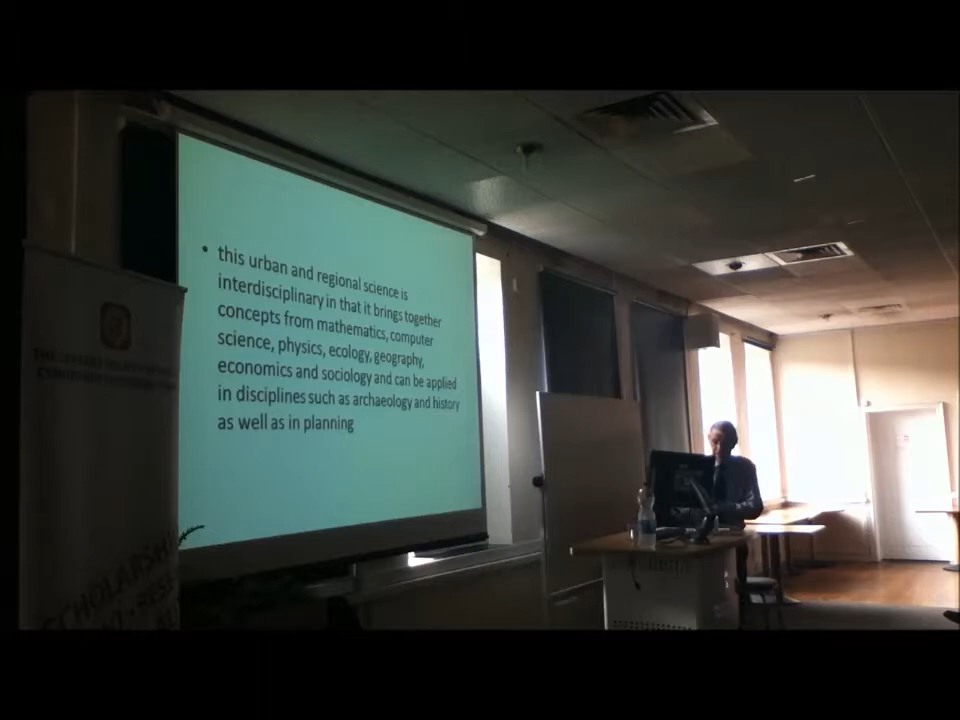 • this urban and regional science is
interdisciplinary in that it brings together
concepts from mathematics, computer
science, physics, ecology, geography,
economics and sociology and can be applied
in disciplines such as archaeology and history
as well as in planning
SCHOLARSHIP